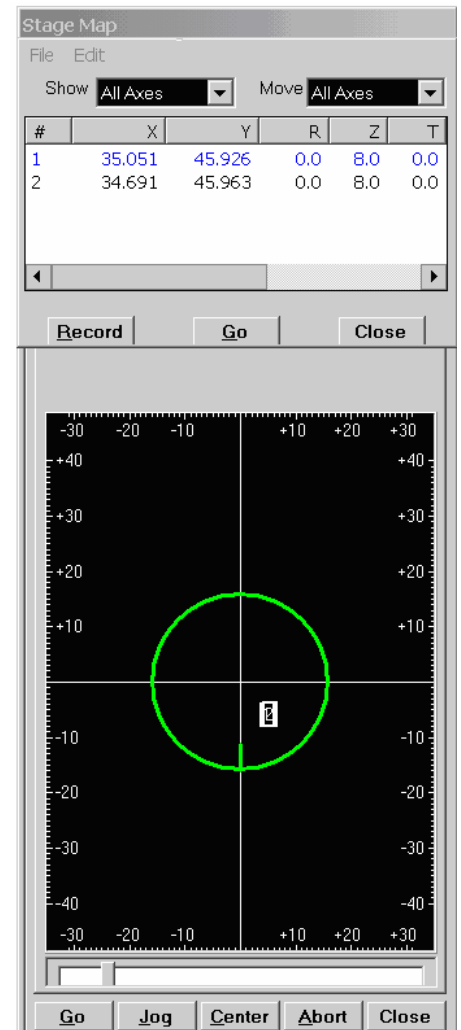 Stage Map
File Edit
Show All Axes Move All Axes
# X Y R Z T
1 35.051 45.926 0.0 8.0 0.0
2 34.691 45.963 0.0 8.0 0.0
Record Go Close
-30 -20 -10 +10 +20 +30
+40 +40
+30 +30
+20 +20
+10 +10
2
-10 -10
-20 -20
-30 -30
-40 -40
-30 -20 -10 +10 +20 +30
Go Jog Center Abort Close